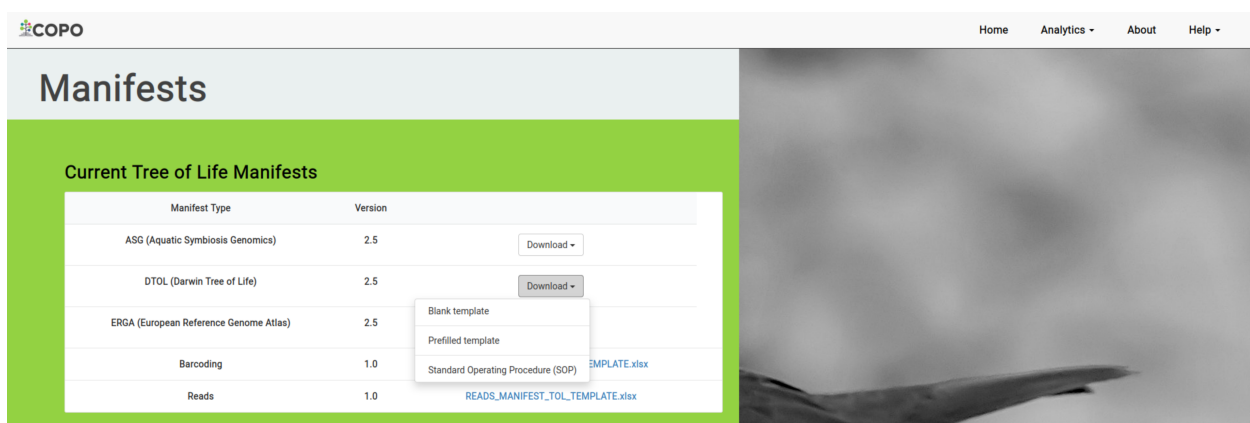 COPO
Home Analytics About Help
Manifests
Current Tree of Life Manifests
Manifest Type Version
ASG (Aquatic Symbiosis Genomics) 2.5 Download
DTOL (Darwin Tree of Life) 2.5 Download
Blank template
ERGA (European Reference Genome Atlas) 2.5
Prefilled template
Barcoding 1.0 EMPLATE.xlsx
Standard Operating Procedure (SOP)
Reads 1.0 READS_MANIFEST_TOL_TEMPLATE.xlsx